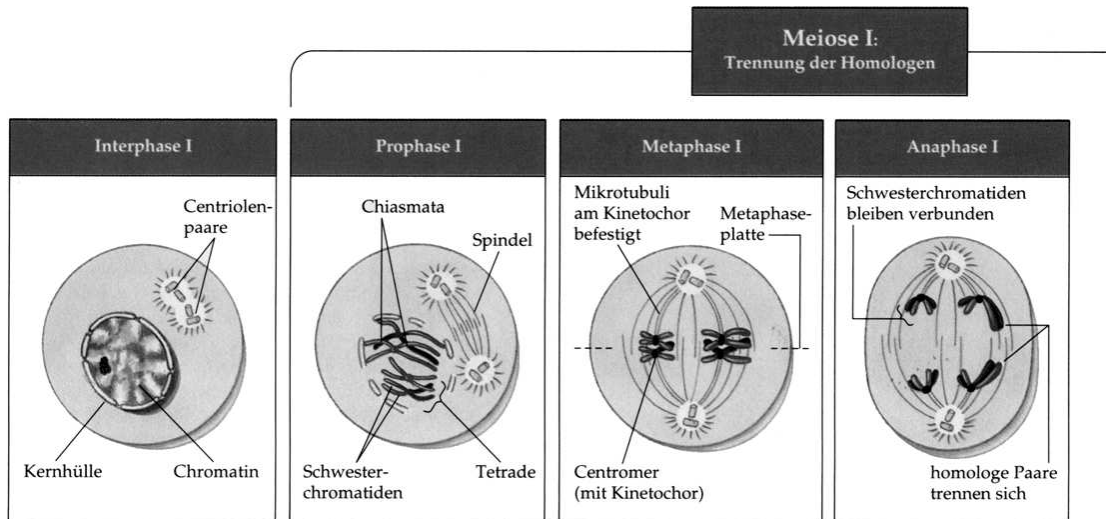 Meiose I:
Trennung der Homologen
Interphase I
Prophase I
Metaphase I
Anaphase I
Centriolen-
paare
Kernhülle
Chromatin
Chiasmata
Spindel
Schwester-
chromatiden
Tetrade
Mikrotubuli
am Kinetochor
befestigt
Metaphase-
platte
Centromer
(mit Kinetochor)
Schwesterchromatiden
bleiben verbunden
homologe Paare
trennen sich